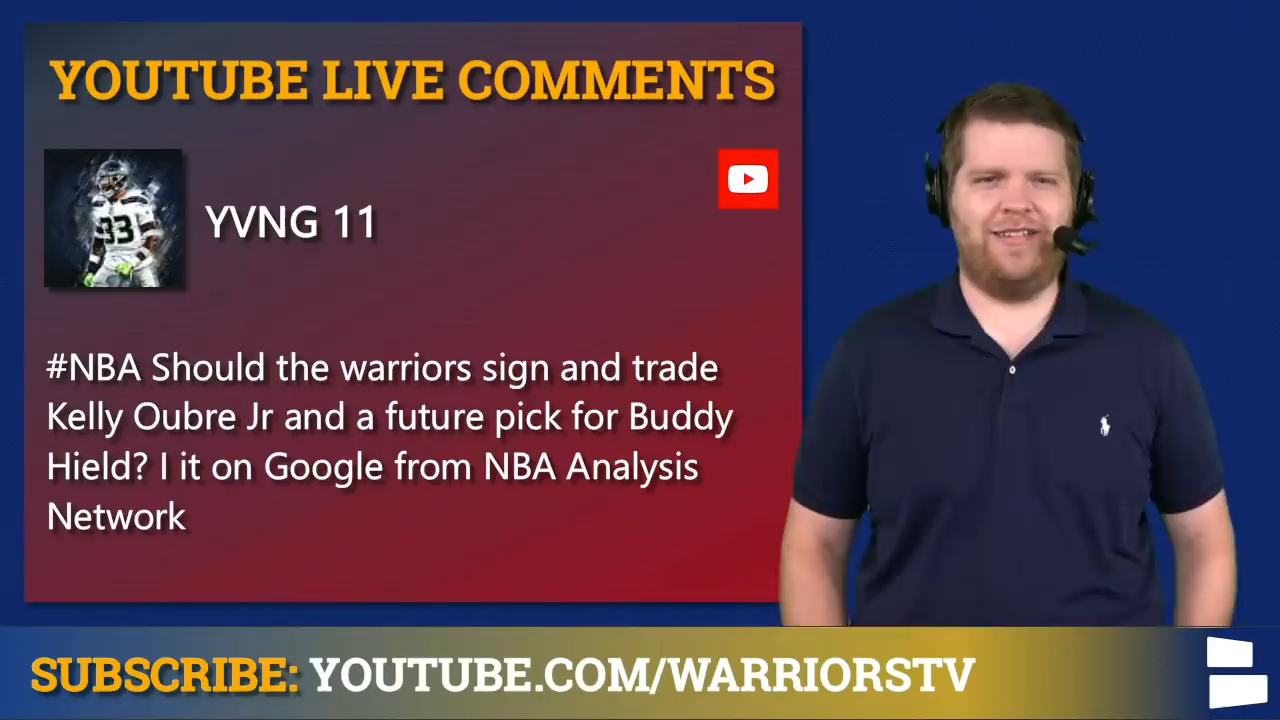 YOUTUBE LIVE COMMENTS
33
YVNG 11
#NBA Should the warriors sign and trade
Kelly Oubre Jr and a future pick for Buddy
Hield? I it on Google from NBA Analysis
Network
SUBSCRIBE: YOUTUBE.COM/WARRIORSTV